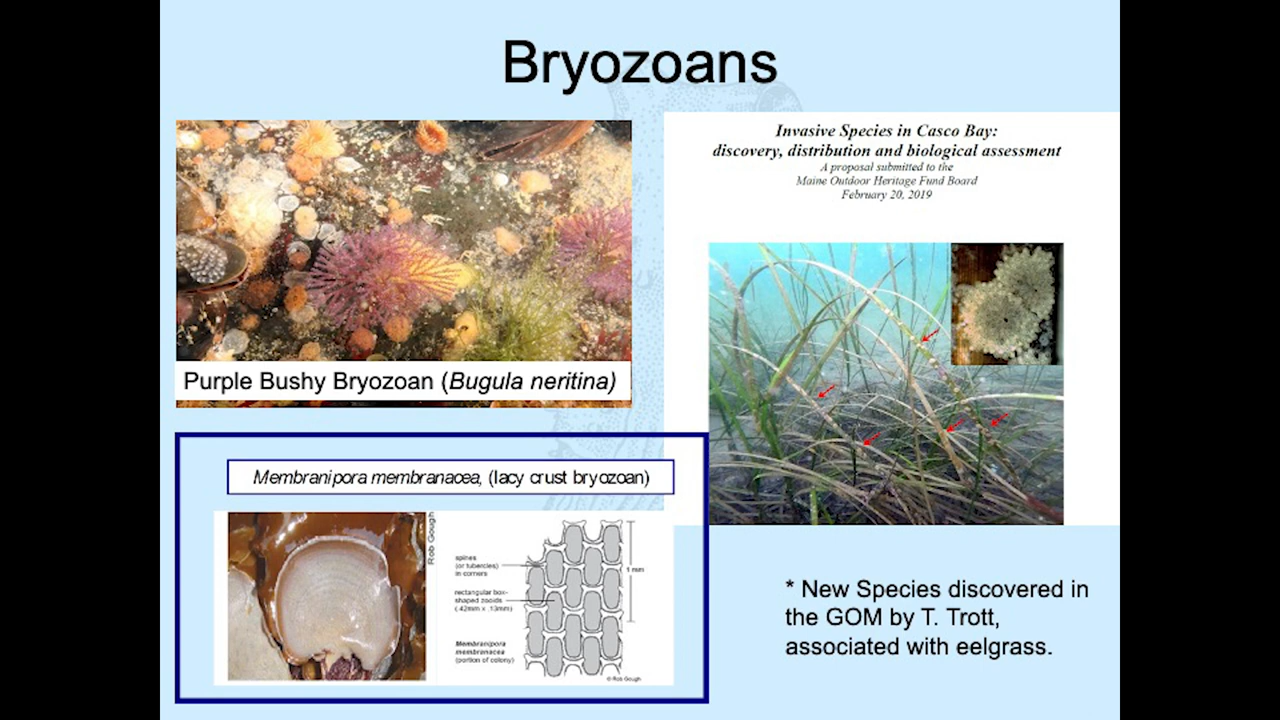 Bryozoans
Purple Bushy Bryozoan (Bugula neritina)
Invasive Species in Casco Bay:
discovery, distribution and biological assessment
A proposal submitted to the
Maine Outdoor Heritage Fund Board
February 20, 2019
Membranipora membranacea, (lacy crust bryozoan)
Rob Gough
spines
(or tubercles)
in corners
rectangular box-
shaped zooids
(.42mm x .13mm)
Membranipora
membranacea
(portion of colony)
1 mm
© Rob Gough
* New Species discovered in
the GOM by T. Trott,
associated with eelgrass.